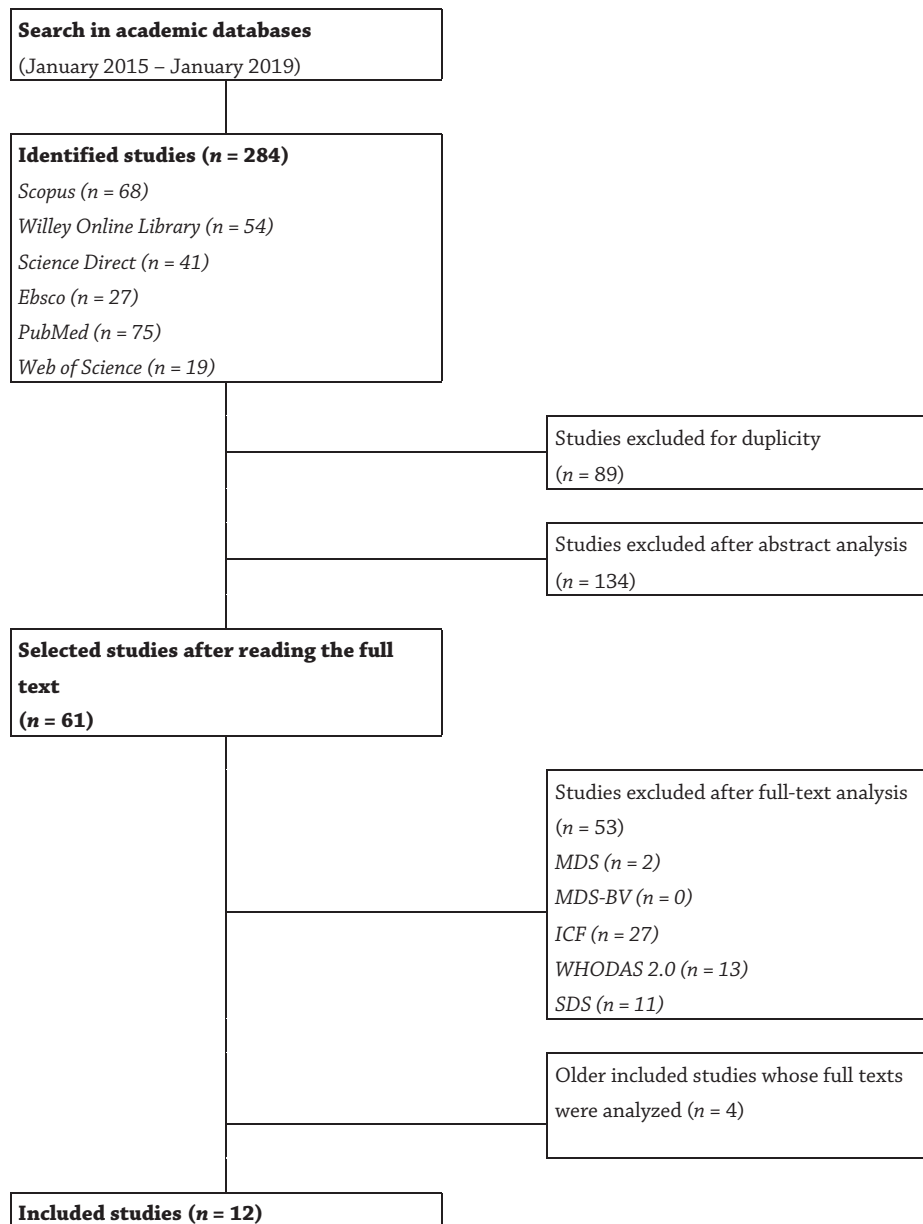 Search in academic databases
(January 2015 – January 2019)
Identified studies (n = 284)
Scopus (n = 68)
Willey Online Library (n = 54)
Science Direct (n = 41)
Ebsco (n = 27)
PubMed (n = 75)
Web of Science (n = 19)
Studies excluded for duplicity
(n = 89)
Studies excluded after abstract analysis
(n = 134)
Selected studies after reading the full
text
(n = 61)
Studies excluded after full-text analysis
(n = 53)
MDS (n = 2)
MDS-BV (n = 0)
ICF (n = 27)
WHODAS 2.0 (n = 13)
SDS (n = 11)
Older included studies whose full texts
were analyzed (n = 4)
Included studies (n = 12)